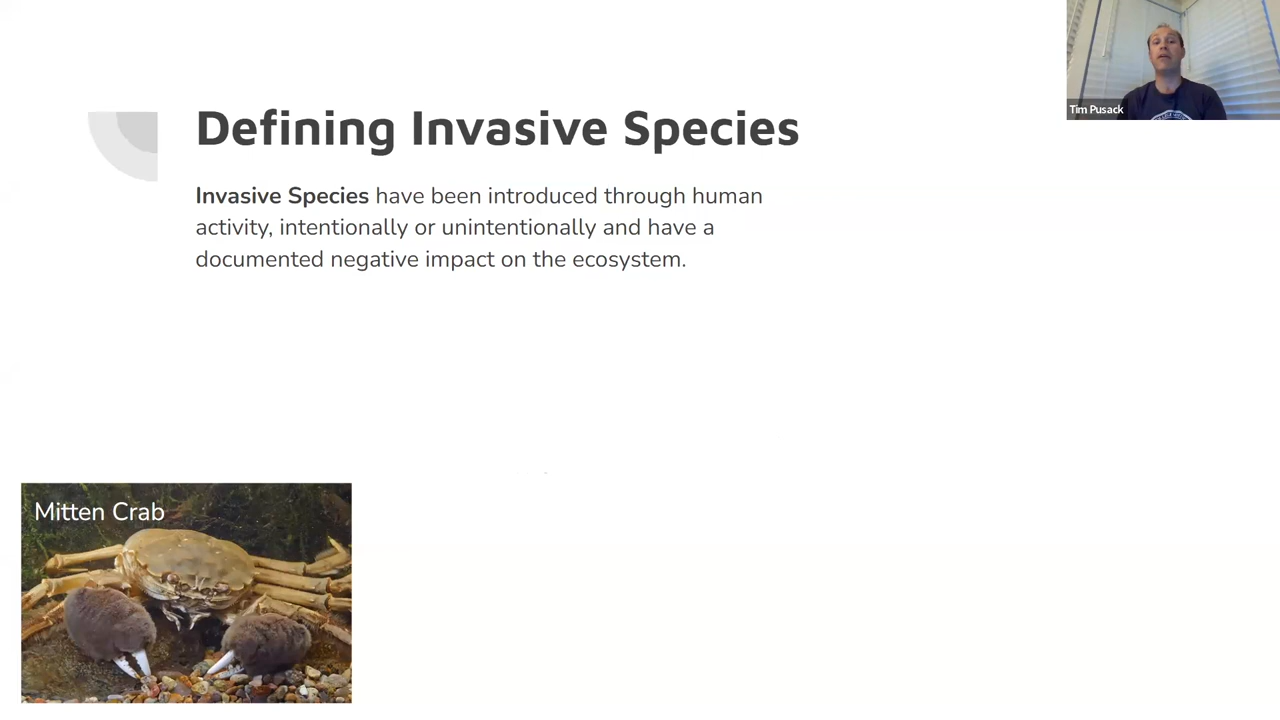 Defining Invasive Species
Invasive Species have been introduced through human
activity, intentionally or unintentionally and have a
documented negative impact on the ecosystem.
Tim Pusack
Mitten Crab